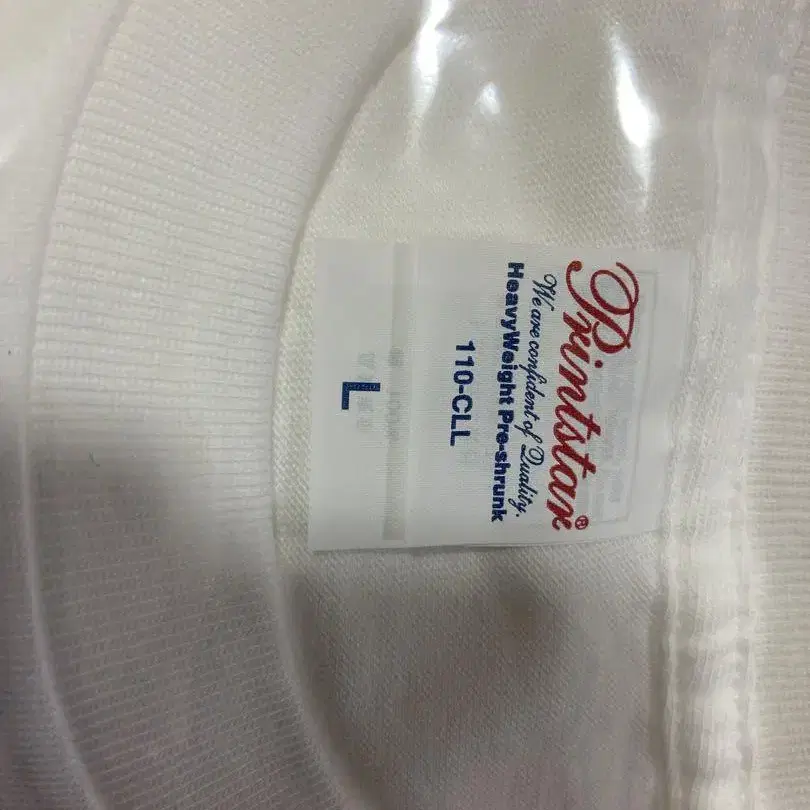 Printstar®
We are confident of Quality.
HeavyWeight Pre-shrunk
110-CLL
L